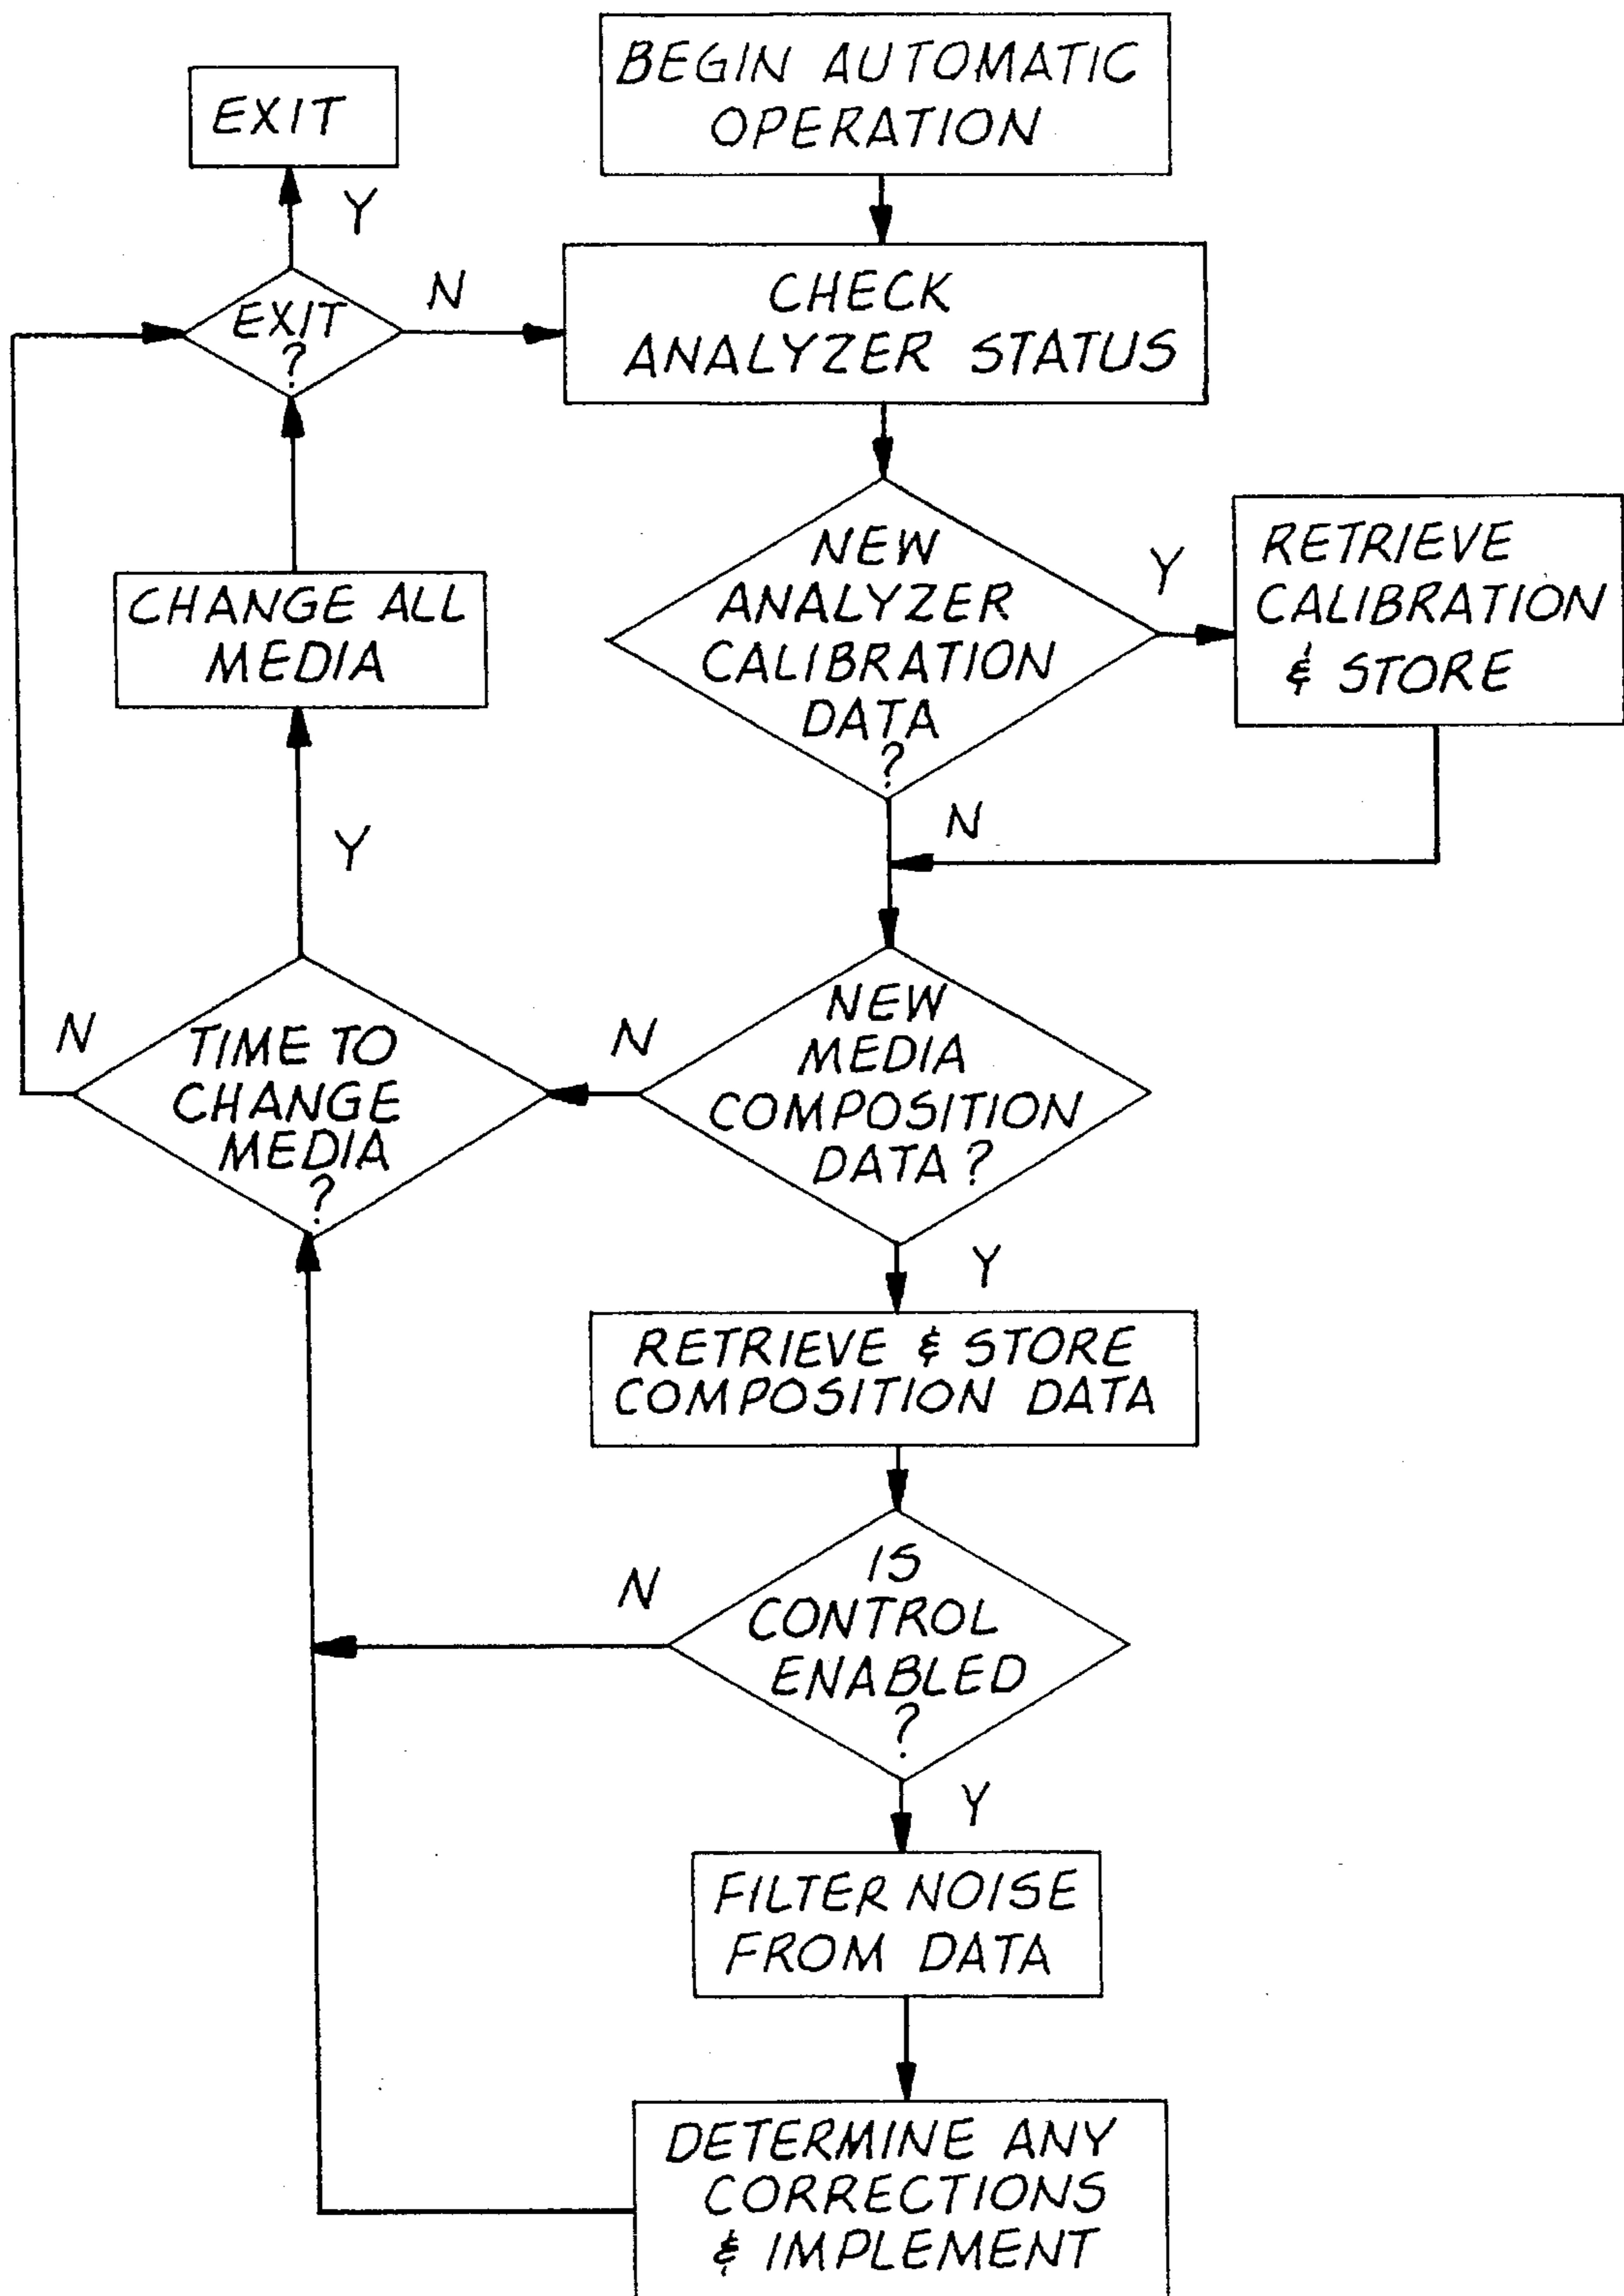 BEGIN AUTOMATIC
OPERATION
EXIT
Y
EXIT
?
N
CHECK
ANALYZER STATUS
NEW
ANALYZER
CALIBRATION
DATA
?
Y
RETRIEVE
CALIBRATION
& STORE
N
CHANGE ALL
MEDIA
Y
TIME TO
CHANGE
MEDIA
?
N
N
NEW
MEDIA
COMPOSITION
DATA?
Y
RETRIEVE & STORE
COMPOSITION DATA
IS
CONTROL
ENABLED
?
N
Y
FILTER NOISE
FROM DATA
DETERMINE ANY
CORRECTIONS
& IMPLEMENT